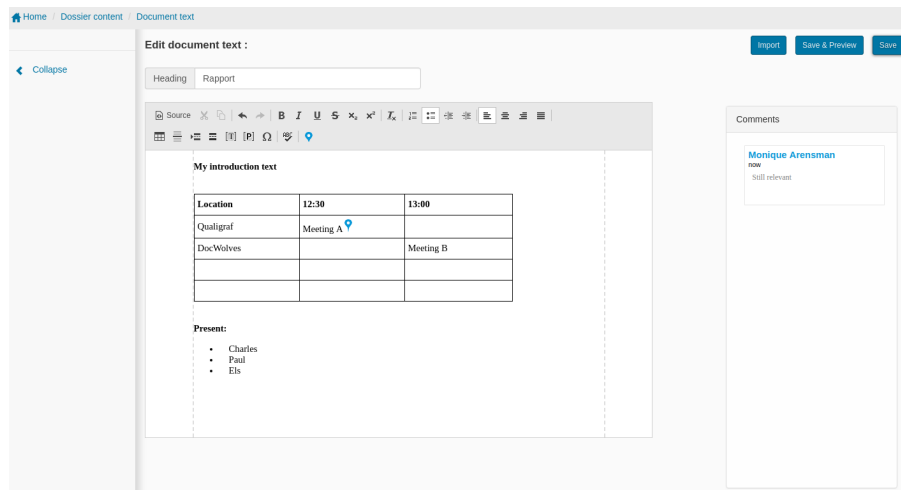 Home / Dossier content / Document text
Collapse
Edit document text :
Import
Save & Preview
Save
Heading
Rapport
Source
My introduction text
Location 12:30 13:00
Qualigraf Meeting A
DocWolves Meeting B
Present:
• Charles
• Paul
• Els
Comments
Monique Arensman
now
Still relevant